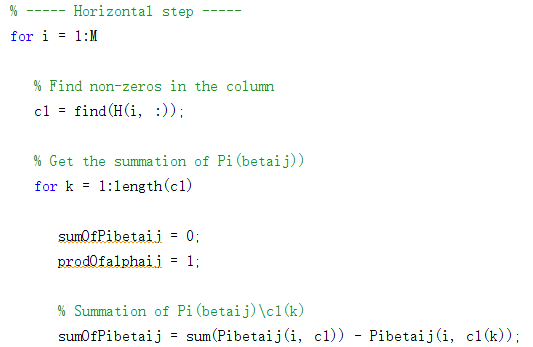 % ----- Horizontal step -----
for i = 1:M
% Find non-zeros in the column
c1 = find(H(i, :));
% Get the summation of Pi(betaij))
for k = 1:length(c1)
sumOfPibetaij = 0;
prodOfalphaij = 1;
% Summation of Pi(betaij)\c1(k)
sumOfPibetaij = sum(Pibetaij(i, c1)) - Pibetaij(i, c1(k));